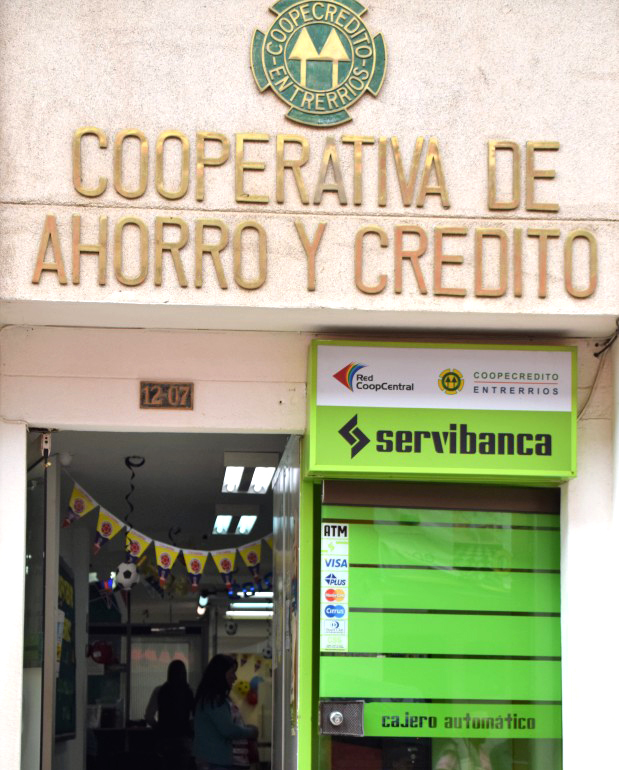 COOPECREDITO
ENTRERRIOS
COOPERATIVA DE
AHORRO Y CREDITO
12-07
Red
CoopCentral
COOPECREDITO
ENTRERRIOS
servibanca
ATM
VISA
PLUS
MasterCard
Cirrus
cajero automático